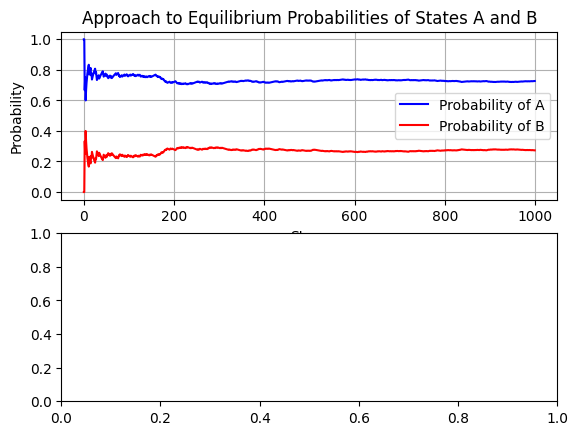 Approach to Equilibrium Probabilities of States A and B
1.0
0.8
0.6
0.4
0.2
0.0
Probability
Probability of A
Probability of B
0 200 400 600 800 1000
1.0
0.8
0.6
0.4
0.2
0.0
0.0 0.2 0.4 0.6 0.8 1.0